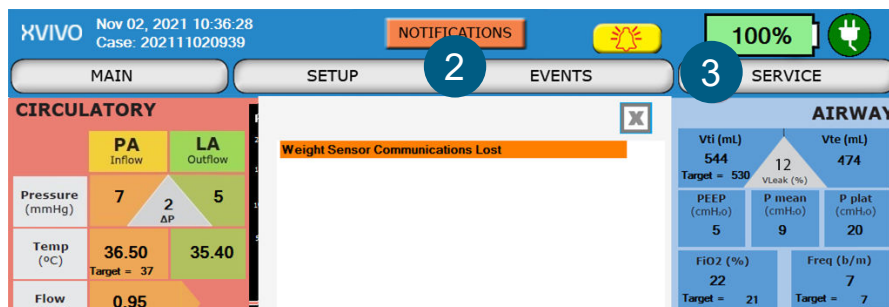 XVIVO
Nov 02, 2021 10:36:28
Case: 202111020939
NOTIFICATIONS
100%
MAIN
SETUP
2
EVENTS
3
SERVICE
CIRCULATORY
PA
Inflow
LA
Outflow
Pressure
(mmHg)
7
2
ΔP
5
Temp
(ºC)
36.50
Target = 37
35.40
Flow
0.95
X
Weight Sensor Communications Lost
AIRWAY
Vti (mL)
544
Target = 530
12
VLeak (%)
Vte (mL)
474
PEEP
(cmH₂o)
5
P mean
(cmH₂o)
9
P plat
(cmH₂o)
20
FiO2 (%)
22
Target = 21
Freq (b/m)
7
Target = 7